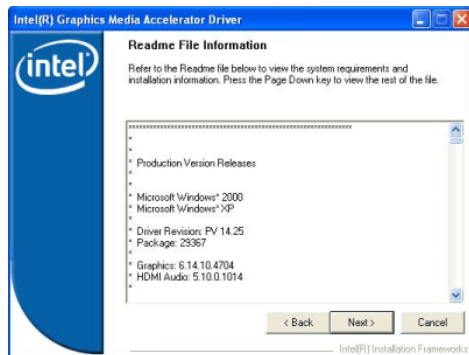 Intel(R) Graphics Media Accelerator Driver
intel
Readme File Information
Refer to the Readme file below to view the system requirements and
installation information. Press the Page Down key to view the rest of the file.
*******************************************************
*
*
* Production Version Releases
*
*
* Microsoft Windows* 2000
* Microsoft Windows* XP
*
* Driver Revision: PV 14.25
* Package: 29367
*
* Graphics: 6.14.10.4704
* HDMI Audio: 5.10.0.1014
*
< Back
Next >
Cancel
Intel(R) Installation Frameworks